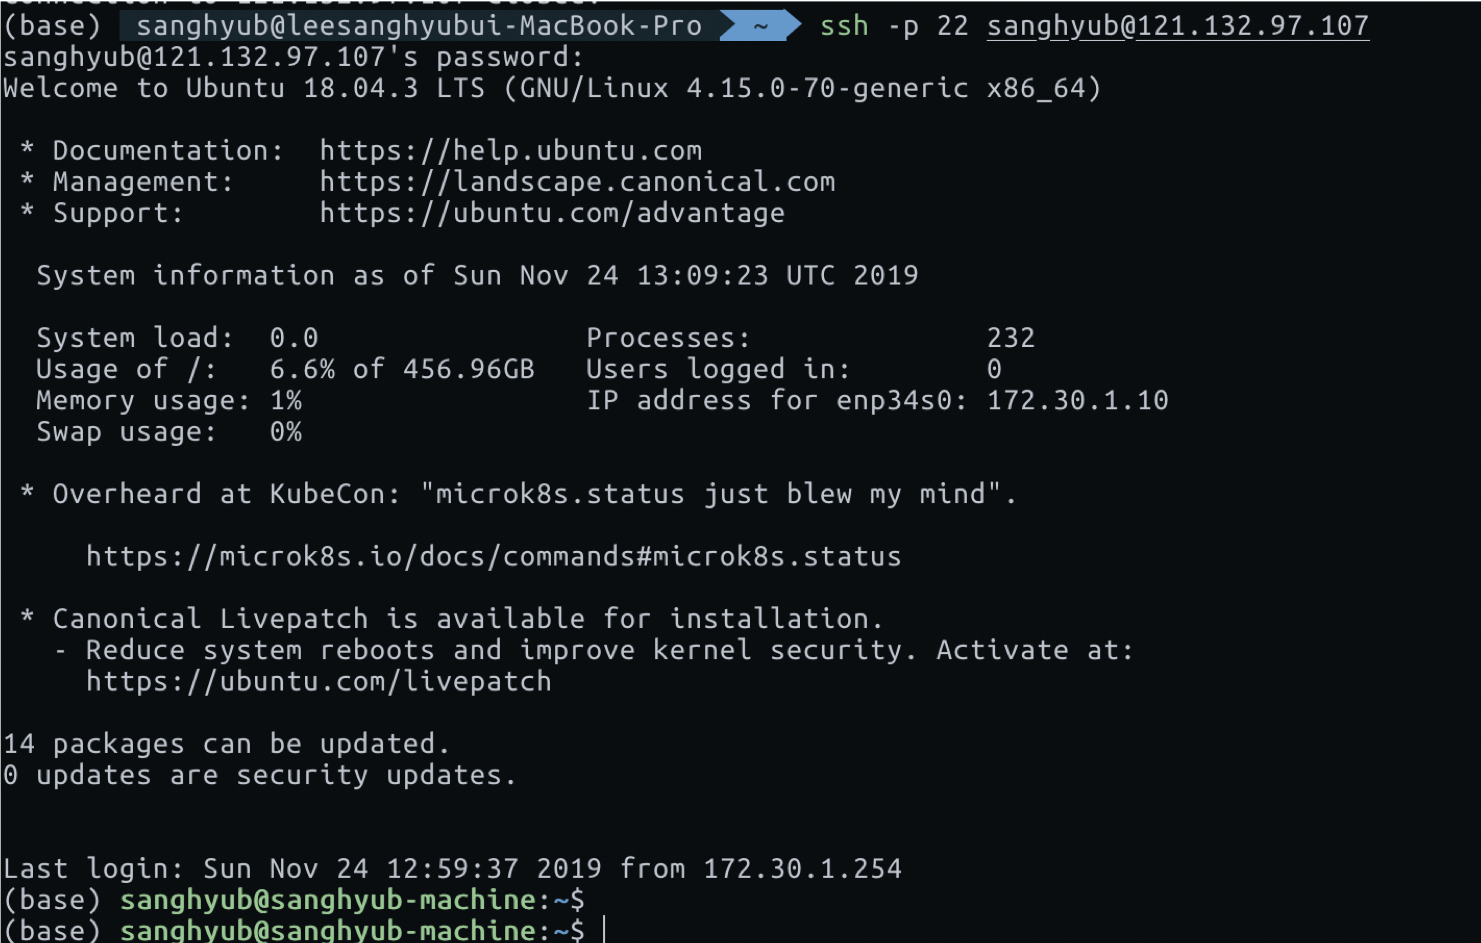 Connection to 121.132.97.107 closed.
(base) sanghyub@leesanghyubui-MacBook-Pro ~ ssh -p 22 sanghyub@121.132.97.107
sanghyub@121.132.97.107's password:
Welcome to Ubuntu 18.04.3 LTS (GNU/Linux 4.15.0-70-generic x86_64)
* Documentation: https://help.ubuntu.com
* Management: https://landscape.canonical.com
* Support: https://ubuntu.com/advantage
System information as of Sun Nov 24 13:09:23 UTC 2019
System load: 0.0 Processes: 232
Usage of /: 6.6% of 456.96GB Users logged in: 0
Memory usage: 1% IP address for enp34s0: 172.30.1.10
Swap usage: 0%
* Overheard at KubeCon: "microk8s.status just blew my mind".
https://microk8s.io/docs/commands#microk8s.status
* Canonical Livepatch is available for installation.
- Reduce system reboots and improve kernel security. Activate at:
https://ubuntu.com/livepatch
14 packages can be updated.
0 updates are security updates.
Last login: Sun Nov 24 12:59:37 2019 from 172.30.1.254
(base) sanghyub@sanghyub-machine:~$
(base) sanghyub@sanghyub-machine:~$